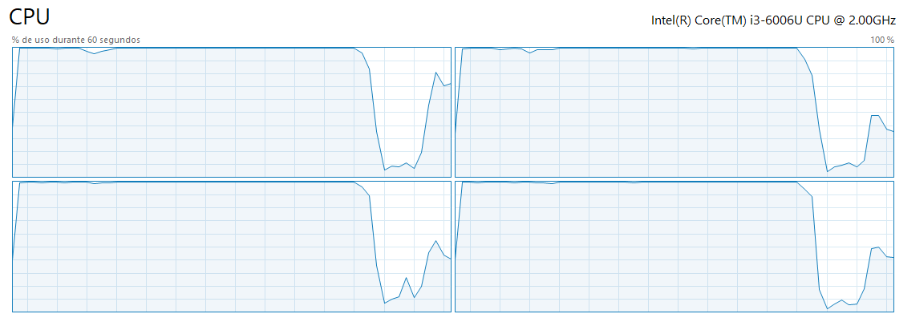 CPU
Intel(R) Core(TM) i3-6006U CPU @ 2.00GHz
% de uso durante 60 segundos
100 %